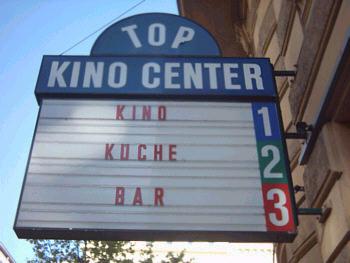 TOP
KINO CENTER
KINO 1
KUCHE 2
BAR 3